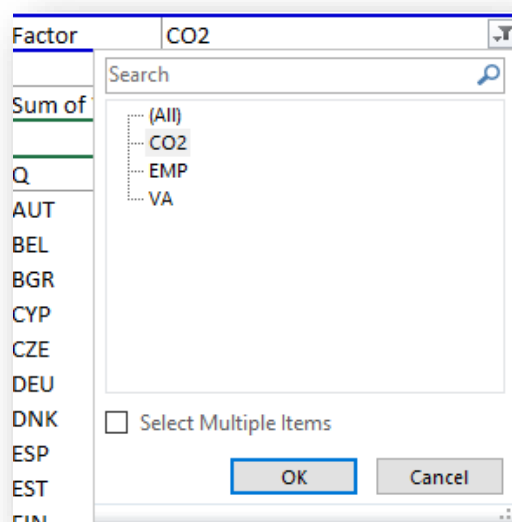 Factor CO2
Search
Sum of
(All)
CO2
EMP
VA
Q
AUT
BEL
BGR
CYP
CZE
DEU
DNK
ESP
EST
FIN
Select Multiple Items
OK Cancel